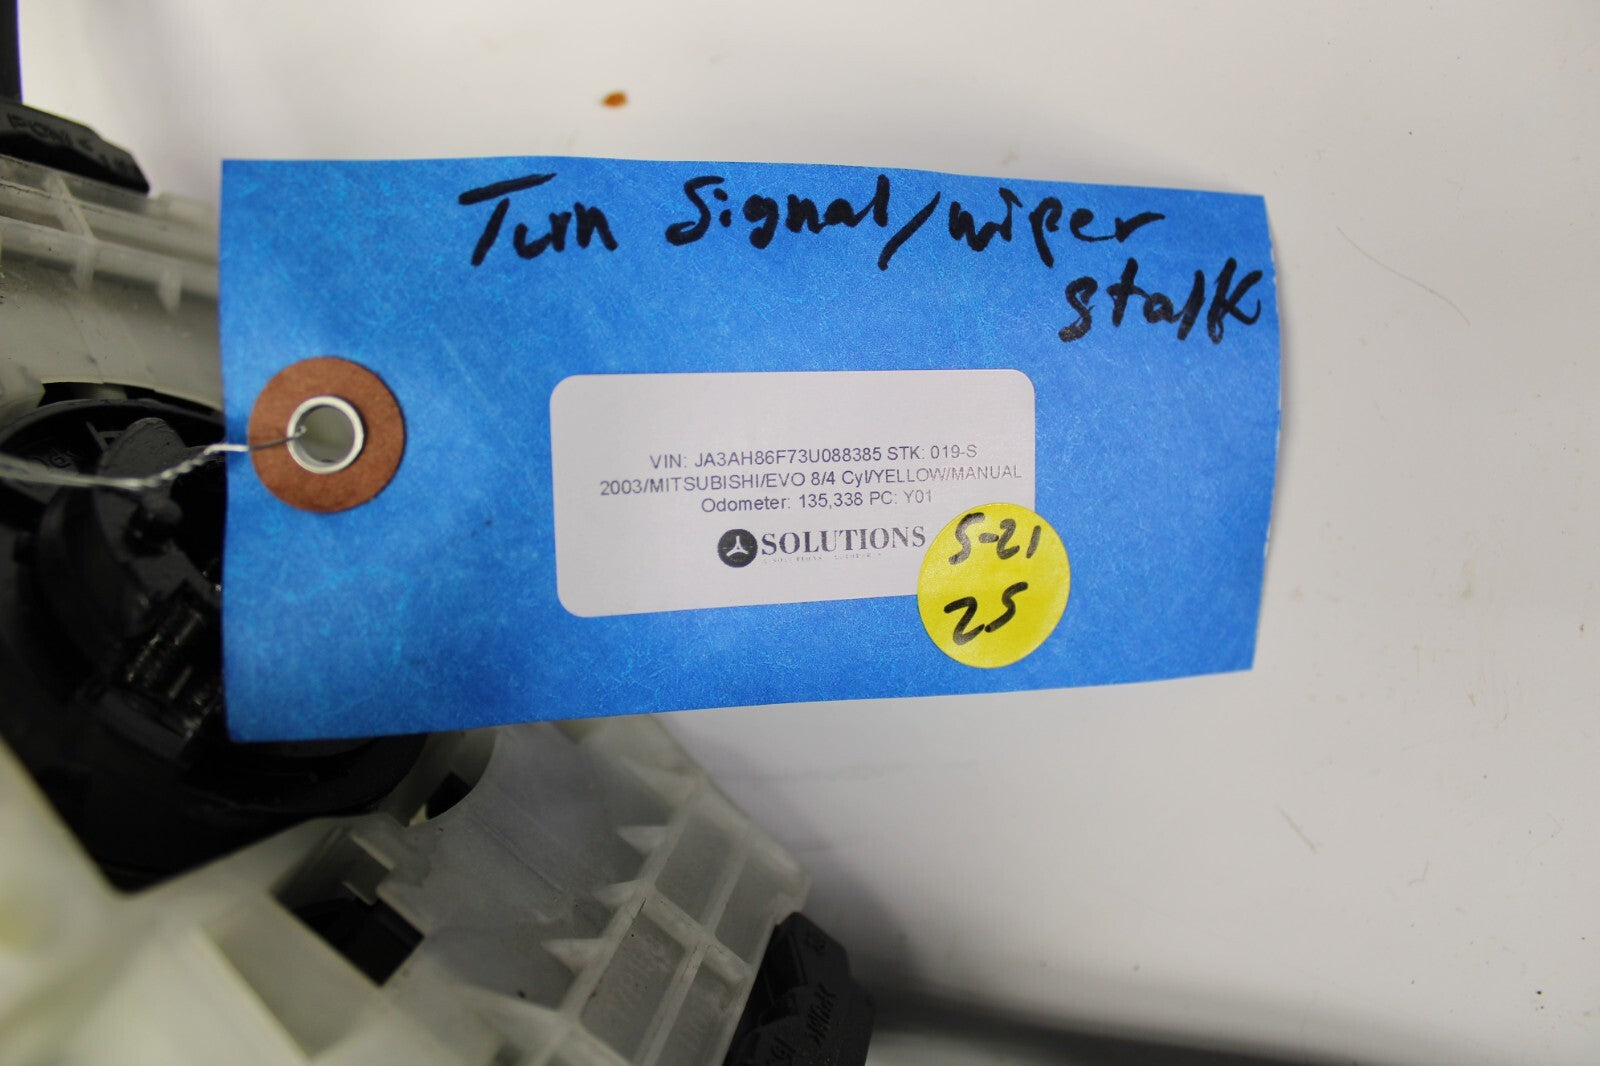 Turn Signal/wiper
stalk
VIN: JA3AH86F73U088385 STK: 019-S
2003/MITSUBISHI/EVO 8/4 Cyl/YELLOW/MANUAL
Odometer: 135,338 PC: Y01
SOLUTIONS
S-21
25